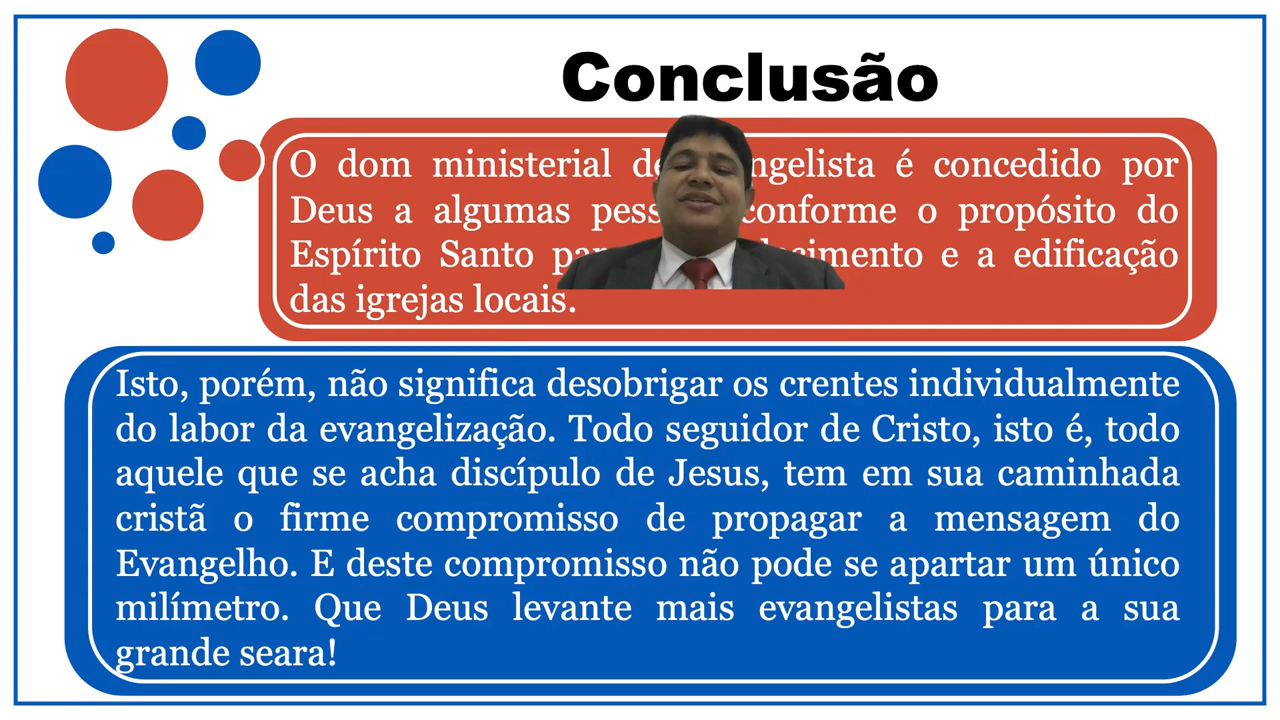 Conclusão
O dom ministerial de ngelista é concedido por
Deus a algumas pess conforme o propósito do
Espírito Santo e a edificação
das igrejas locais.
Isto, porém, não significa desobrigar os crentes individualmente
do labor da evangelização. Todo seguidor de Cristo, isto é, todo
aquele que se acha discípulo de Jesus, tem em sua caminhada
cristã o firme compromisso de propagar a mensagem do
Evangelho. E deste compromisso não pode se apartar um único
milímetro. Que Deus levante mais evangelistas para a sua
grande seara!